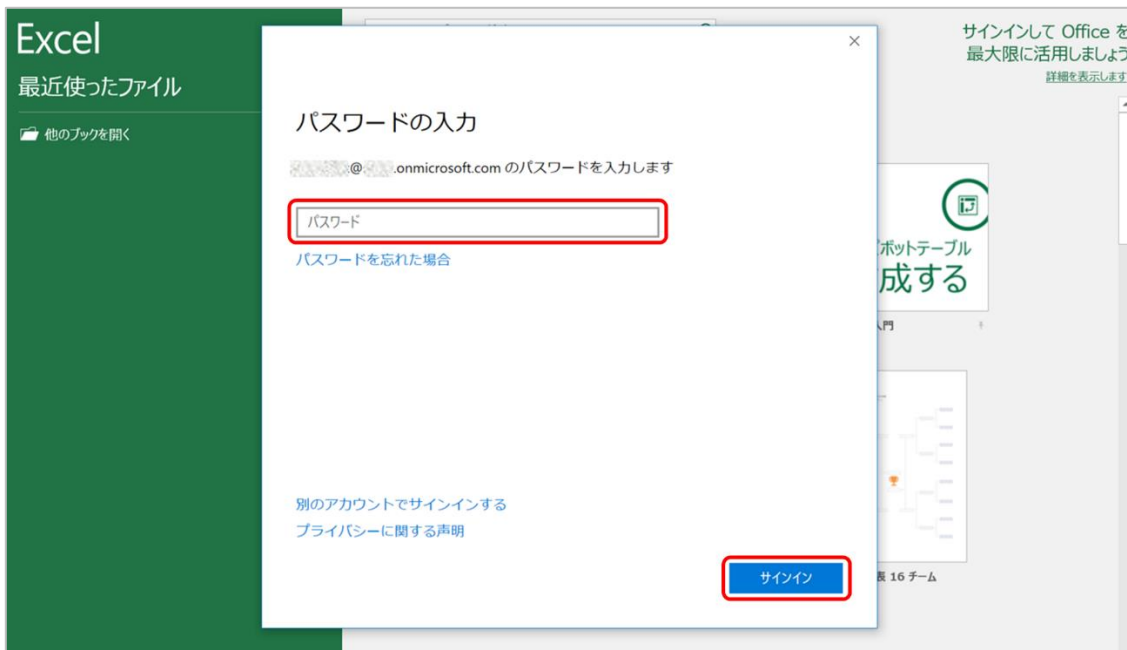 Excel
最近使ったファイル
他のブックを開く
サインインして Office を
最大限に活用しましょう
詳細を表示します
パスワードの入力
@ .onmicrosoft.com のパスワードを入力します
パスワード
パスワードを忘れた場合
別のアカウントでサインインする
プライバシーに関する声明
サインイン
ボットテーブル
成する
入門
表 16 チーム